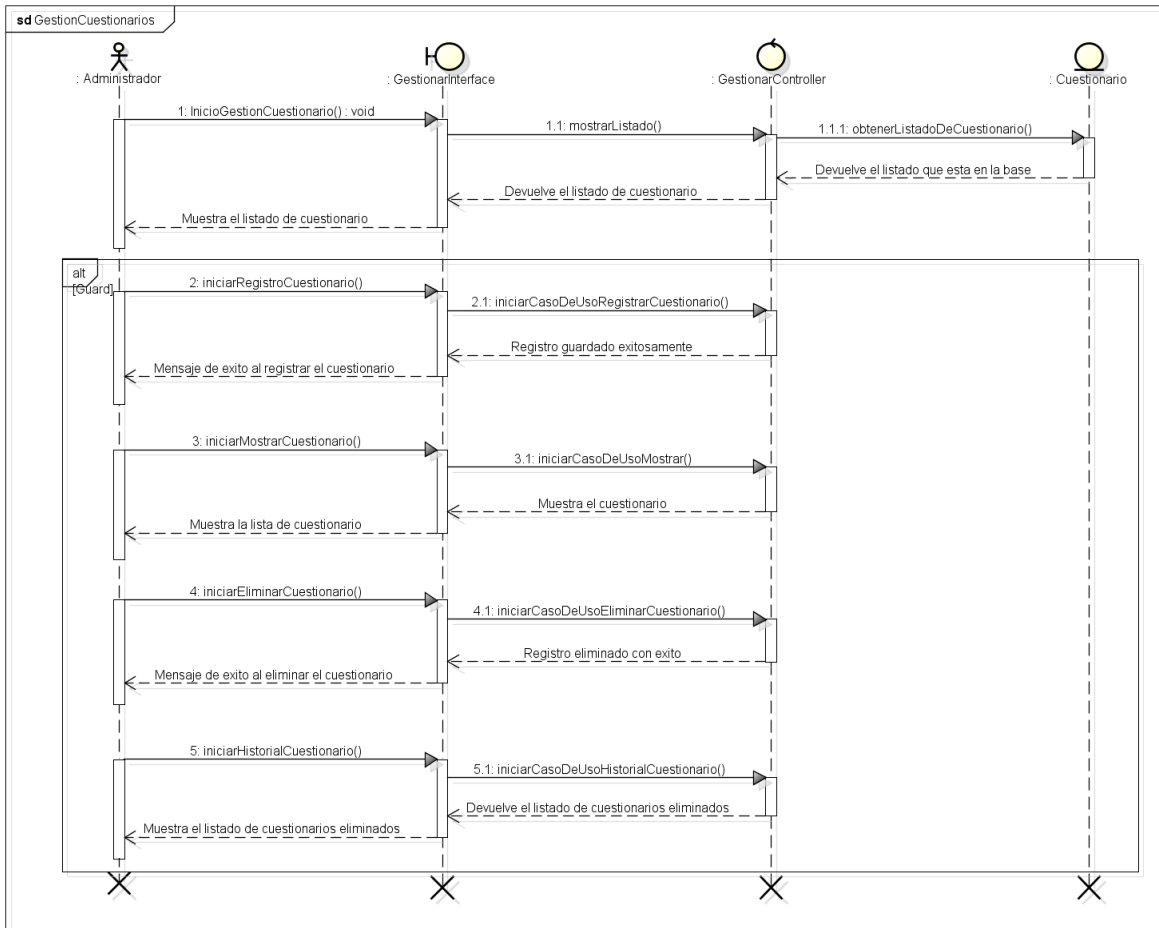 sd GestionCuestionarios
: Administrador
: GestionarInterface
: GestionarController
: Cuestionario
1: InicioGestionCuestionario() : void
1.1: mostrarListado()
1.1.1: obtenerListadoDeCuestionario()
Devuelve el listado que esta en la base
Devuelve el listado de cuestionario
Muestra el listado de cuestionario
alt
[Guard]
2: iniciarRegistroCuestionario()
2.1: iniciarCasoDeUsoRegistrarCuestionario()
Registro guardado exitosamente
Mensaje de exito al registrar el cuestionario
3: iniciarMostrarCuestionario()
3.1: iniciarCasoDeUsoMostrar()
Muestra el cuestionario
Muestra la lista de cuestionario
4: iniciarEliminarCuestionario()
4.1: iniciarCasoDeUsoEliminarCuestionario()
Registro eliminado con exito
Mensaje de exito al eliminar el cuestionario
5: iniciarHistorialCuestionario()
5.1: iniciarCasoDeUsoHistorialCuestionario()
Devuelve el listado de cuestionarios eliminados
Muestra el listado de cuestionarios eliminados